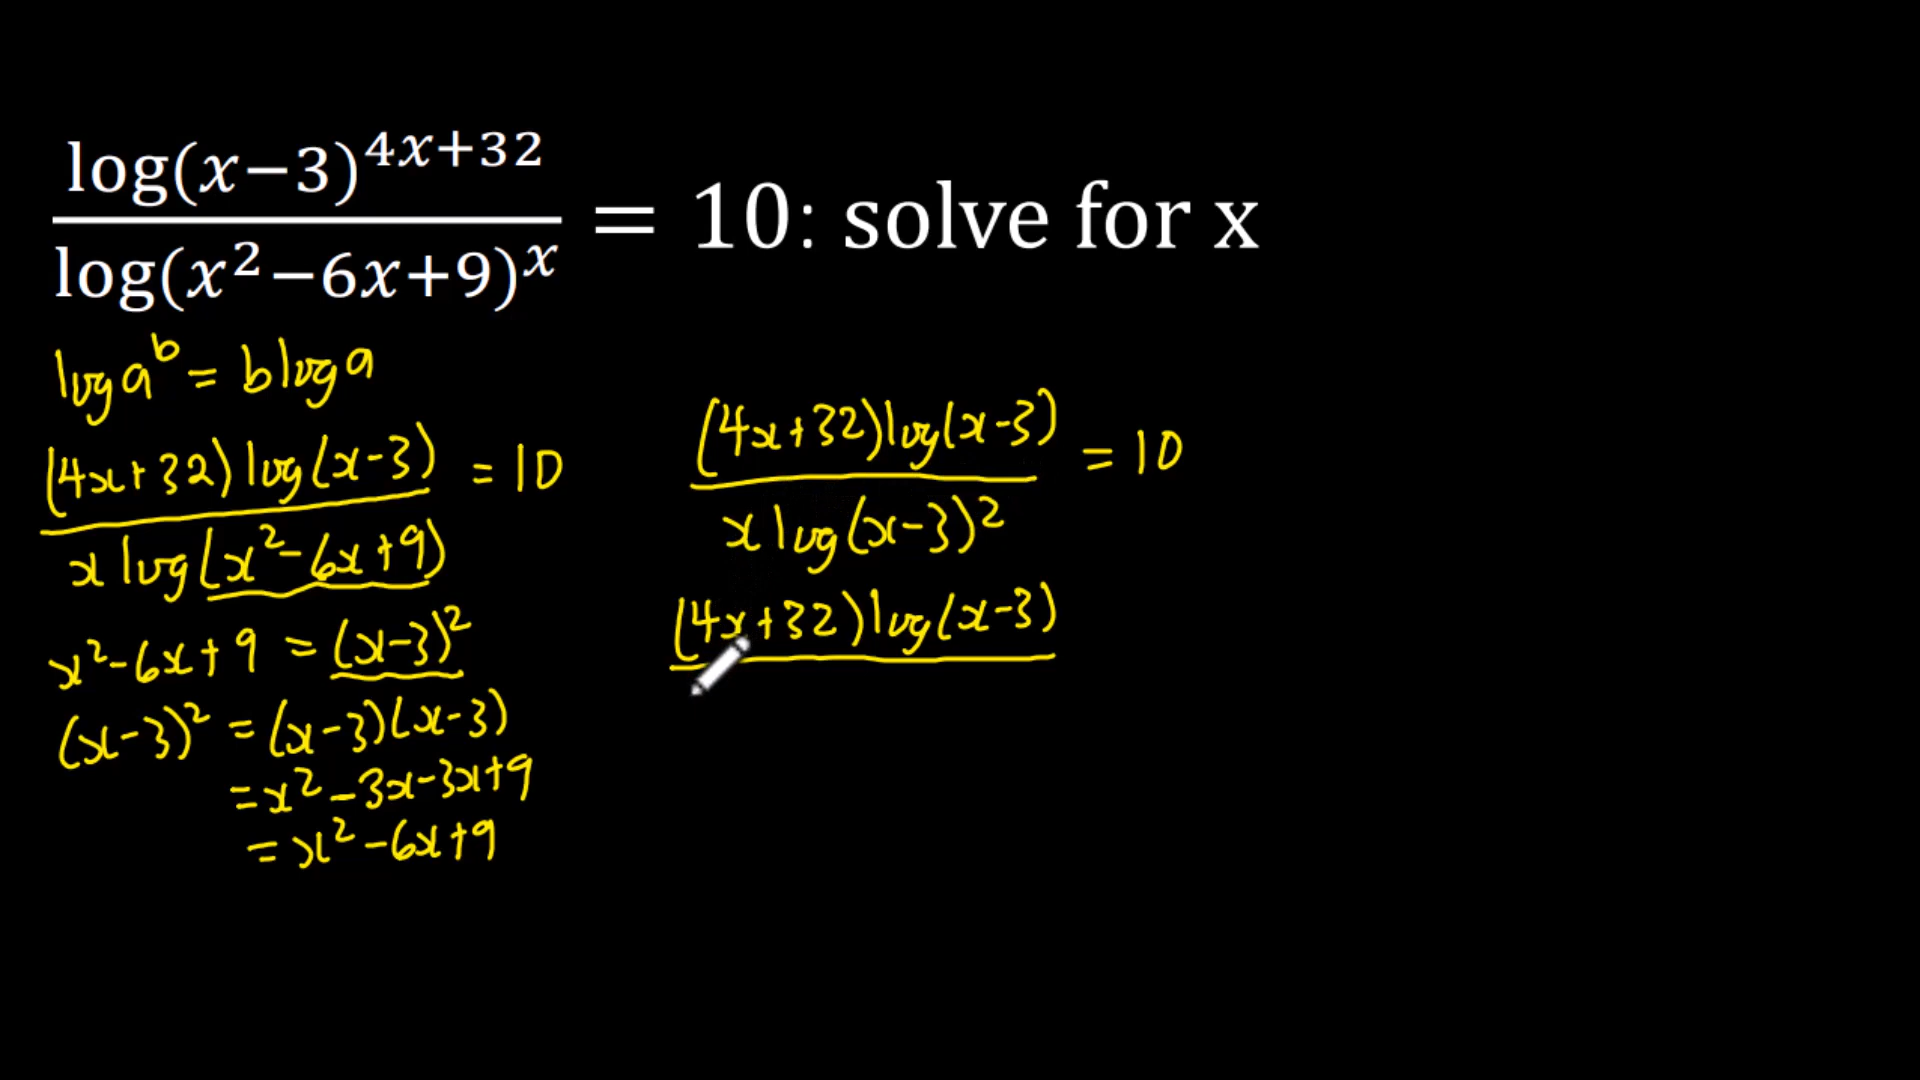 log(x−3)^(4x+32) / log(x²−6x+9)^x = 10: solve for x
log a^b = b log a
(4x+32) log(x-3) / x log(x²-6x+9) = 10
x²-6x+9 = (x-3)²
(x-3)² = (x-3)(x-3)
= x²-3x-3x+9
= x²-6x+9
(4x+32) log(x-3) / x log(x-3)² = 10
(4x+32) log(x-3)